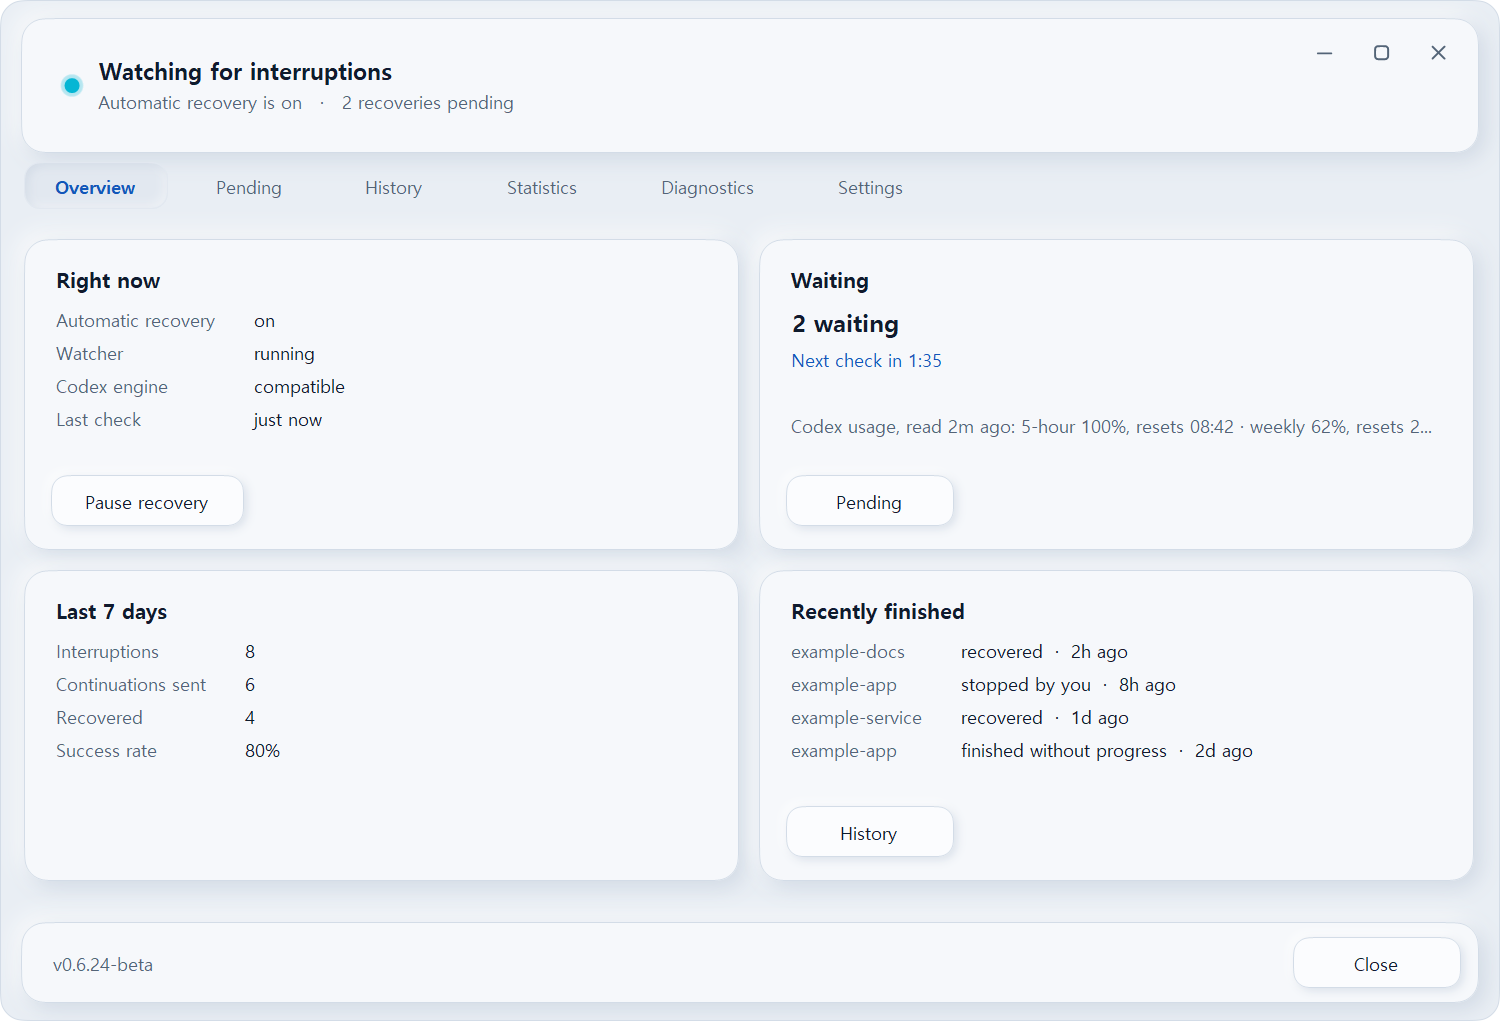 Watching for interruptions
Automatic recovery is on · 2 recoveries pending
Overview Pending History Statistics Diagnostics Settings
Right now
Automatic recovery on
Watcher running
Codex engine compatible
Last check just now
Pause recovery
Waiting
2 waiting
Next check in 1:35
Codex usage, read 2m ago: 5-hour 100%, resets 08:42 · weekly 62%, resets 2...
Pending
Last 7 days
Interruptions 8
Continuations sent 6
Recovered 4
Success rate 80%
Recently finished
example-docs recovered · 2h ago
example-app stopped by you · 8h ago
example-service recovered · 1d ago
example-app finished without progress · 2d ago
History
v0.6.24-beta
Close